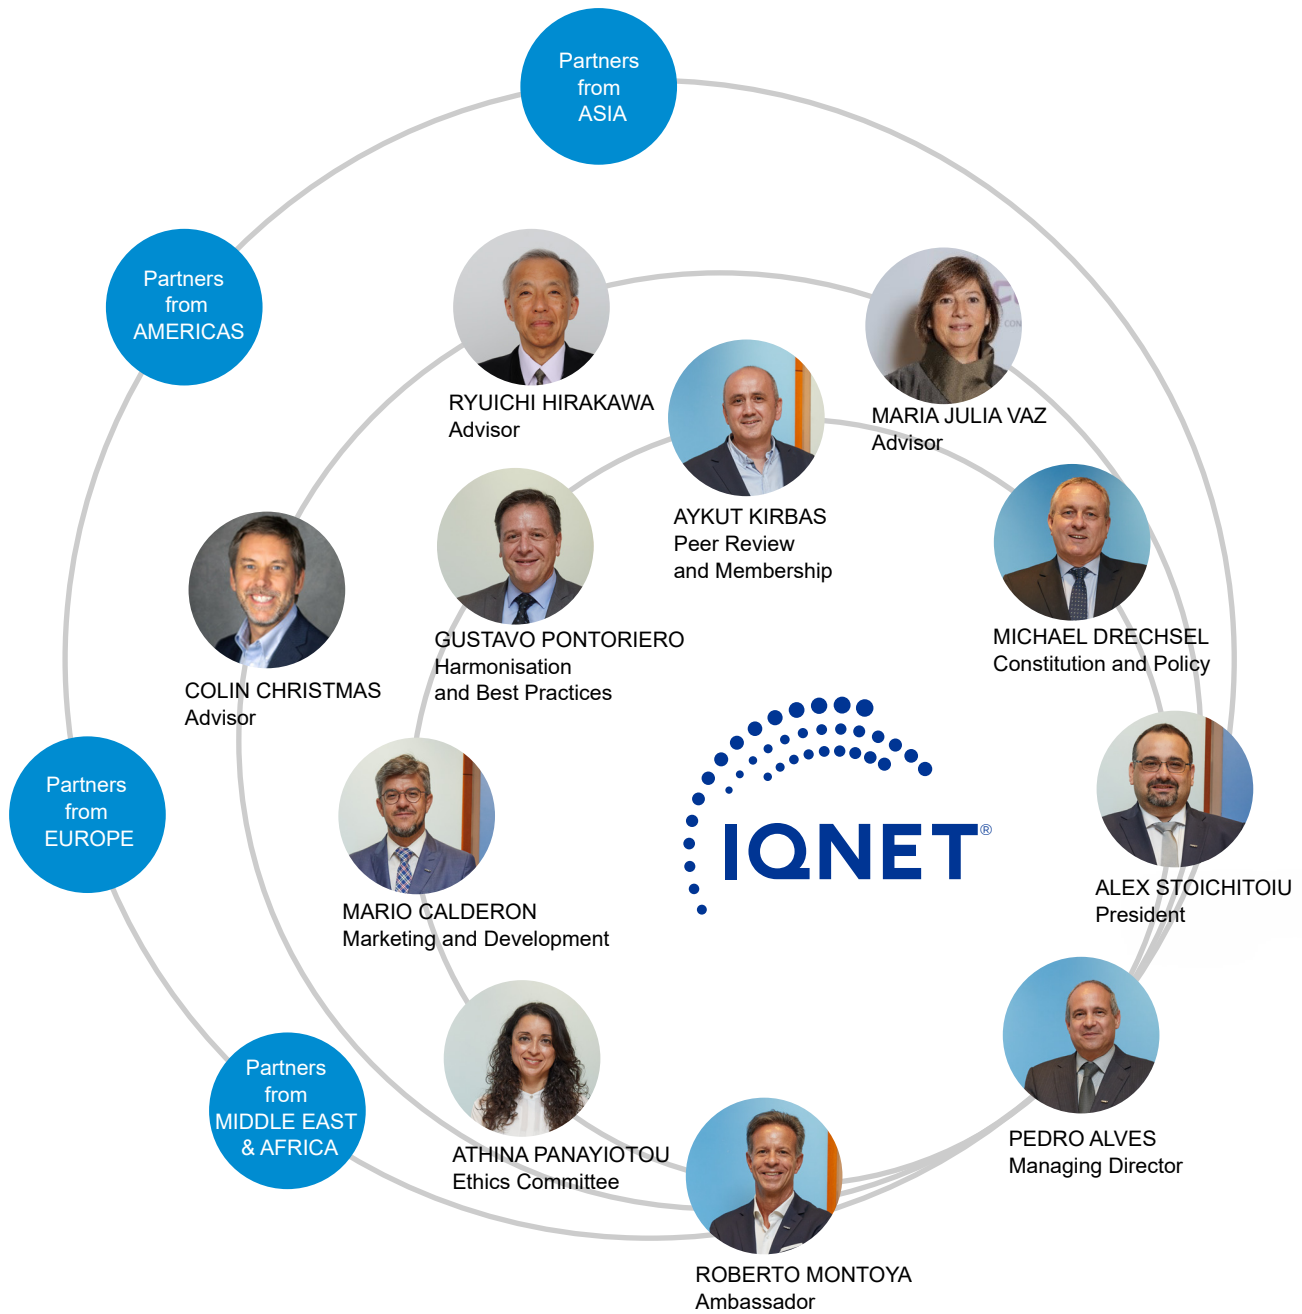 Partners
from
ASIA
Partners
from
AMERICAS
RYUICHI HIRAKAWA
Advisor
MARIA JULIA VAZ
Advisor
AYKUT KIRBAS
Peer Review
and Membership
GUSTAVO PONTORIERO
Harmonisation
and Best Practices
MICHAEL DRECHSEL
Constitution and Policy
COLIN CHRISTMAS
Advisor
Partners
from
EUROPE
IQNET®
ALEX STOICHITOIU
President
MARIO CALDERON
Marketing and Development
Partners
from
MIDDLE EAST
& AFRICA
ATHINA PANAYIOTOU
Ethics Committee
PEDRO ALVES
Managing Director
ROBERTO MONTOYA
Ambassador